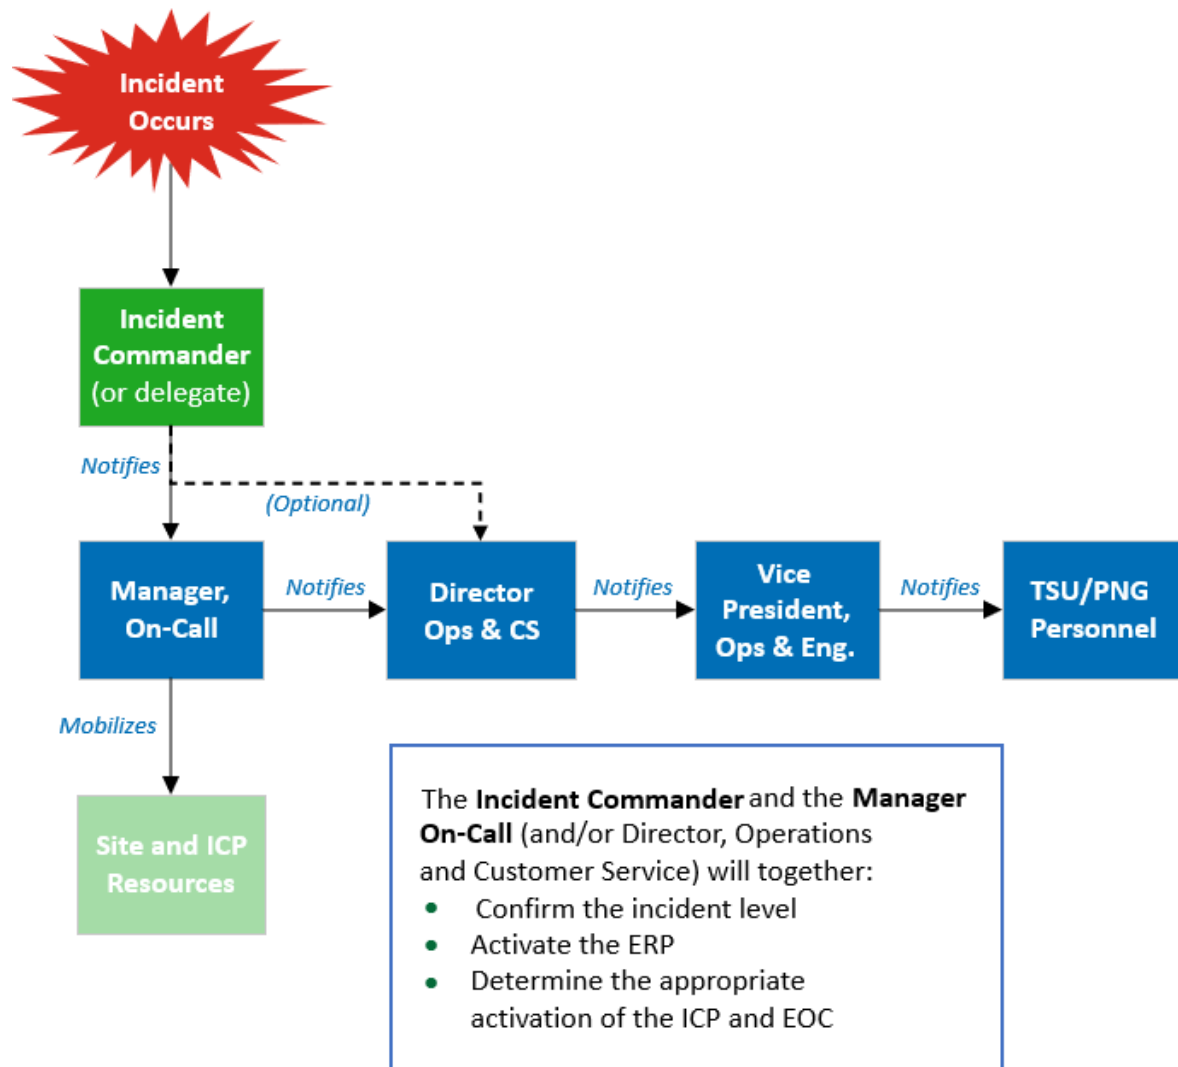 Incident
Occurs
Incident
Commander
(or delegate)
Notifies
(Optional)
Manager,
On-Call
Notifies
Director
Ops & CS
Notifies
Vice
President,
Ops & Eng.
Notifies
TSU/PNG
Personnel
Mobilizes
Site and ICP
Resources
The Incident Commander and the Manager
On-Call (and/or Director, Operations
and Customer Service) will together:
• Confirm the incident level
• Activate the ERP
• Determine the appropriate
activation of the ICP and EOC